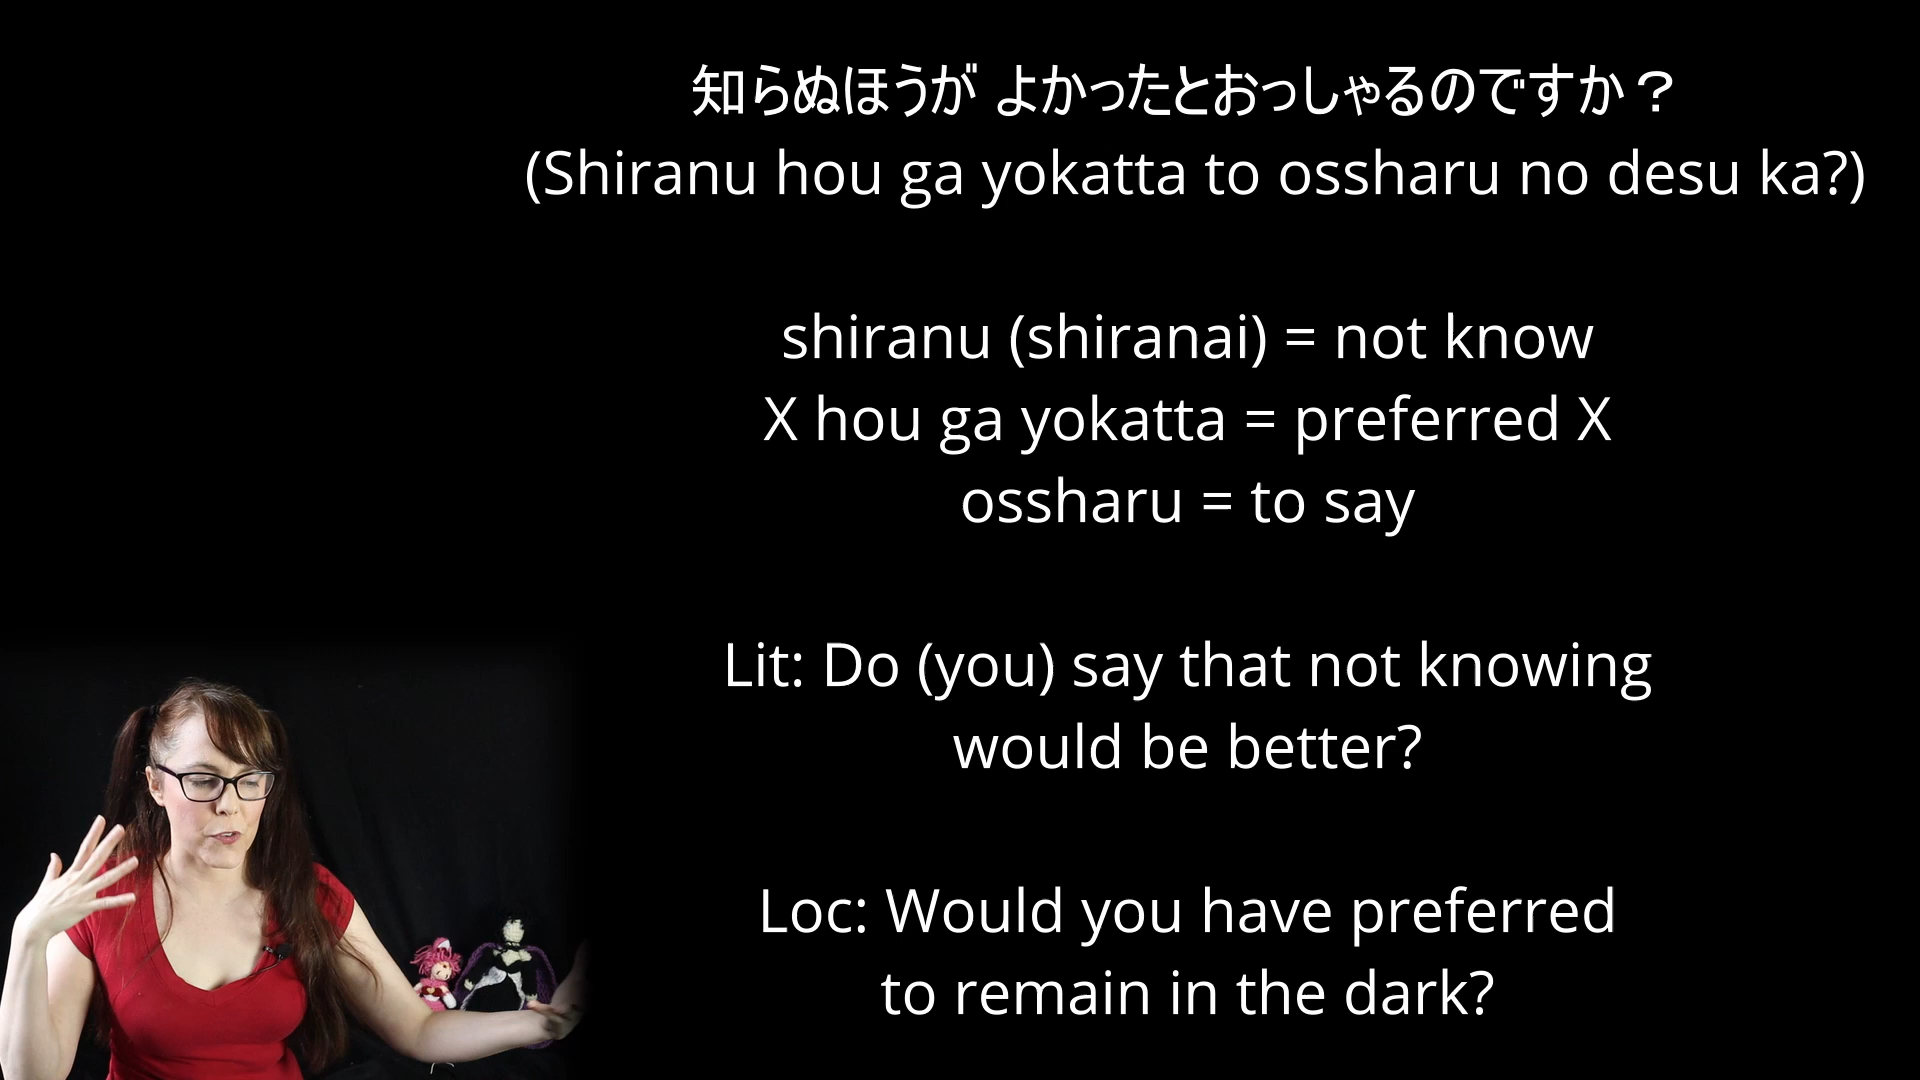 知らぬほうが よかったとおっしゃるのですか？
(Shiranu hou ga yokatta to ossharu no desu ka?)
shiranu (shiranai) = not know
X hou ga yokatta = preferred X
ossharu = to say
Lit: Do (you) say that not knowing
would be better?
Loc: Would you have preferred
to remain in the dark?